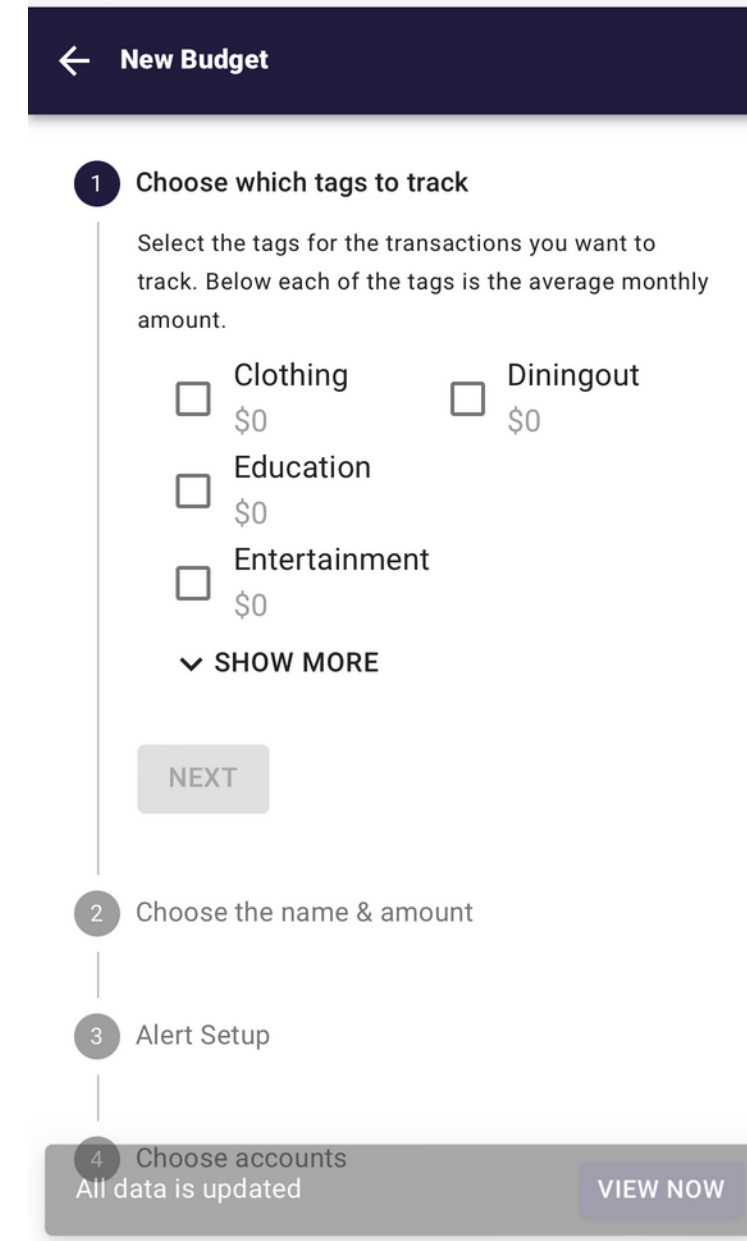 New Budget
1 Choose which tags to track
Select the tags for the transactions you want to
track. Below each of the tags is the average monthly
amount.
Clothing Diningout
$0 $0
Education
$0
Entertainment
$0
SHOW MORE
NEXT
2 Choose the name & amount
3 Alert Setup
4 Choose accounts
All data is updated VIEW NOW